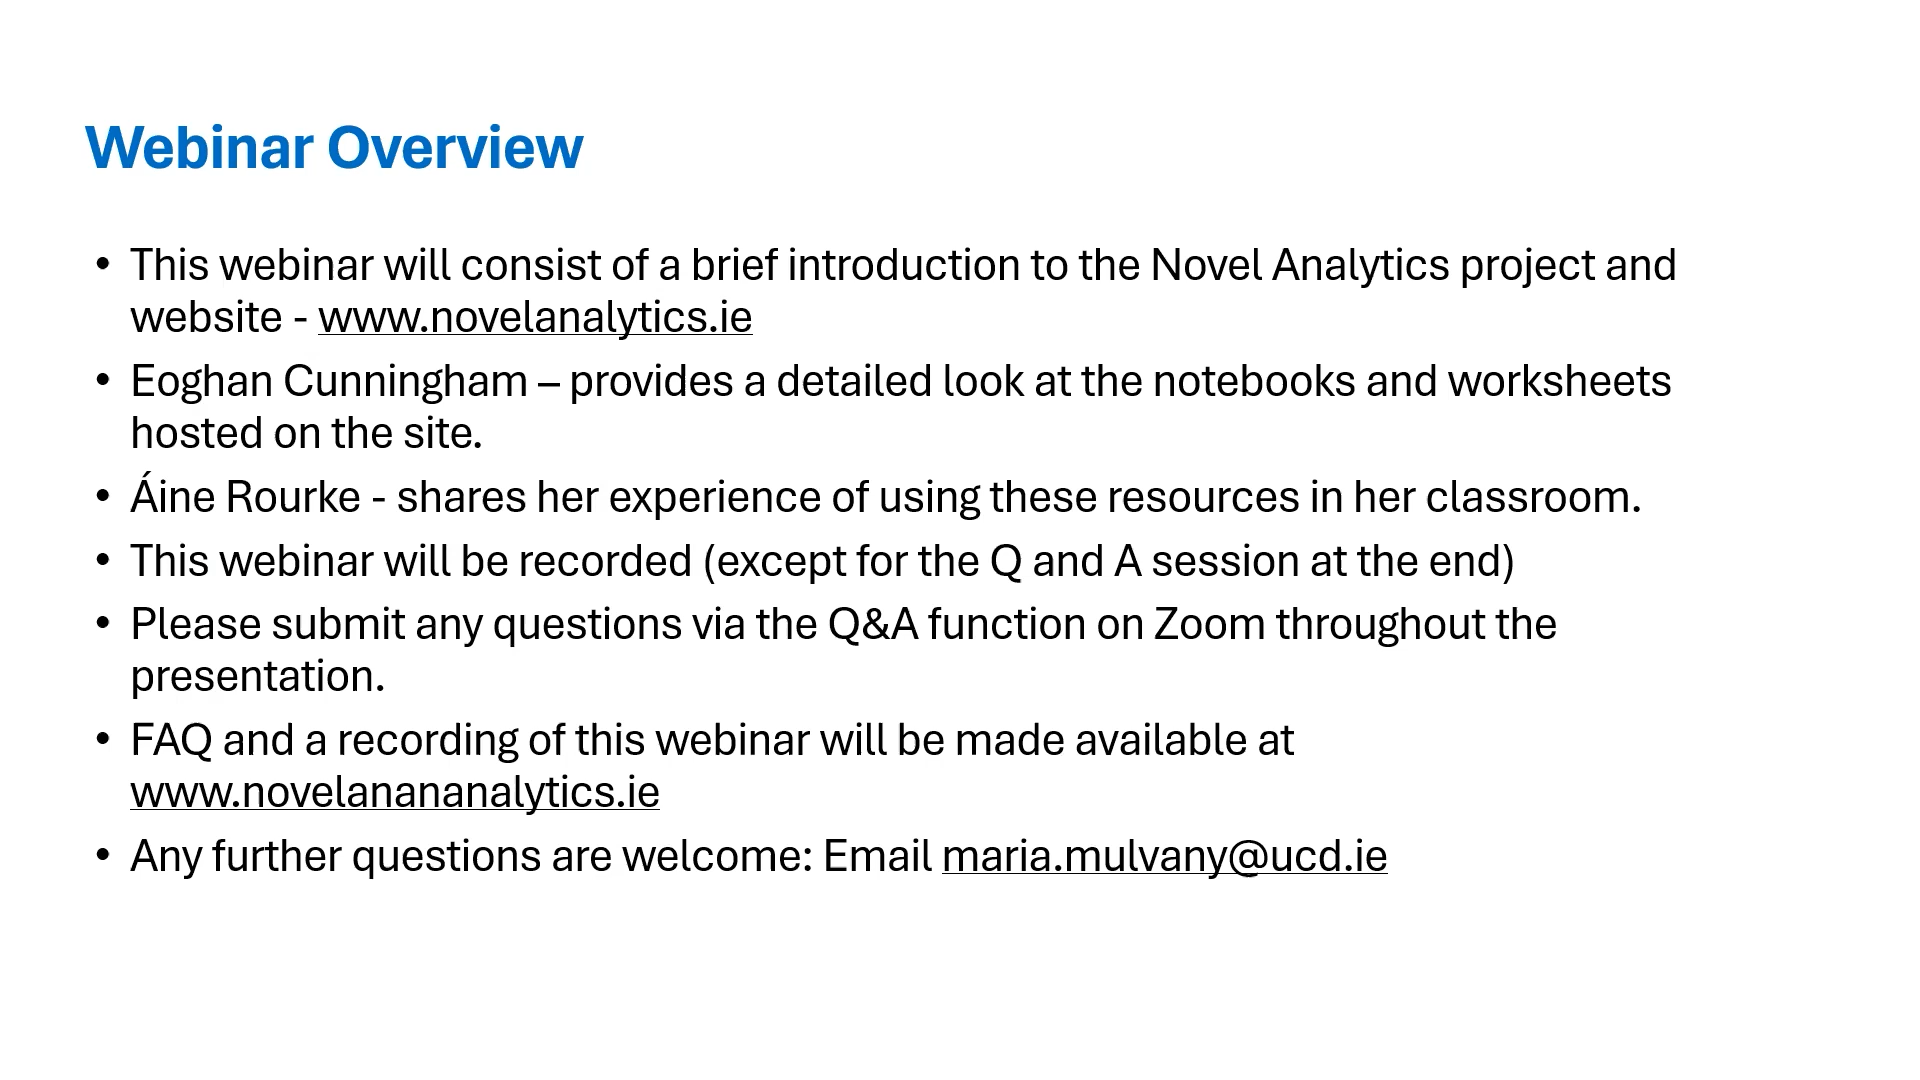 Webinar Overview
• This webinar will consist of a brief introduction to the Novel Analytics project and
website - www.novelanalytics.ie
• Eoghan Cunningham – provides a detailed look at the notebooks and worksheets
hosted on the site.
• Áine Rourke - shares her experience of using these resources in her classroom.
• This webinar will be recorded (except for the Q and A session at the end)
• Please submit any questions via the Q&A function on Zoom throughout the
presentation.
• FAQ and a recording of this webinar will be made available at
www.novelanananalytics.ie
• Any further questions are welcome: Email maria.mulvany@ucd.ie